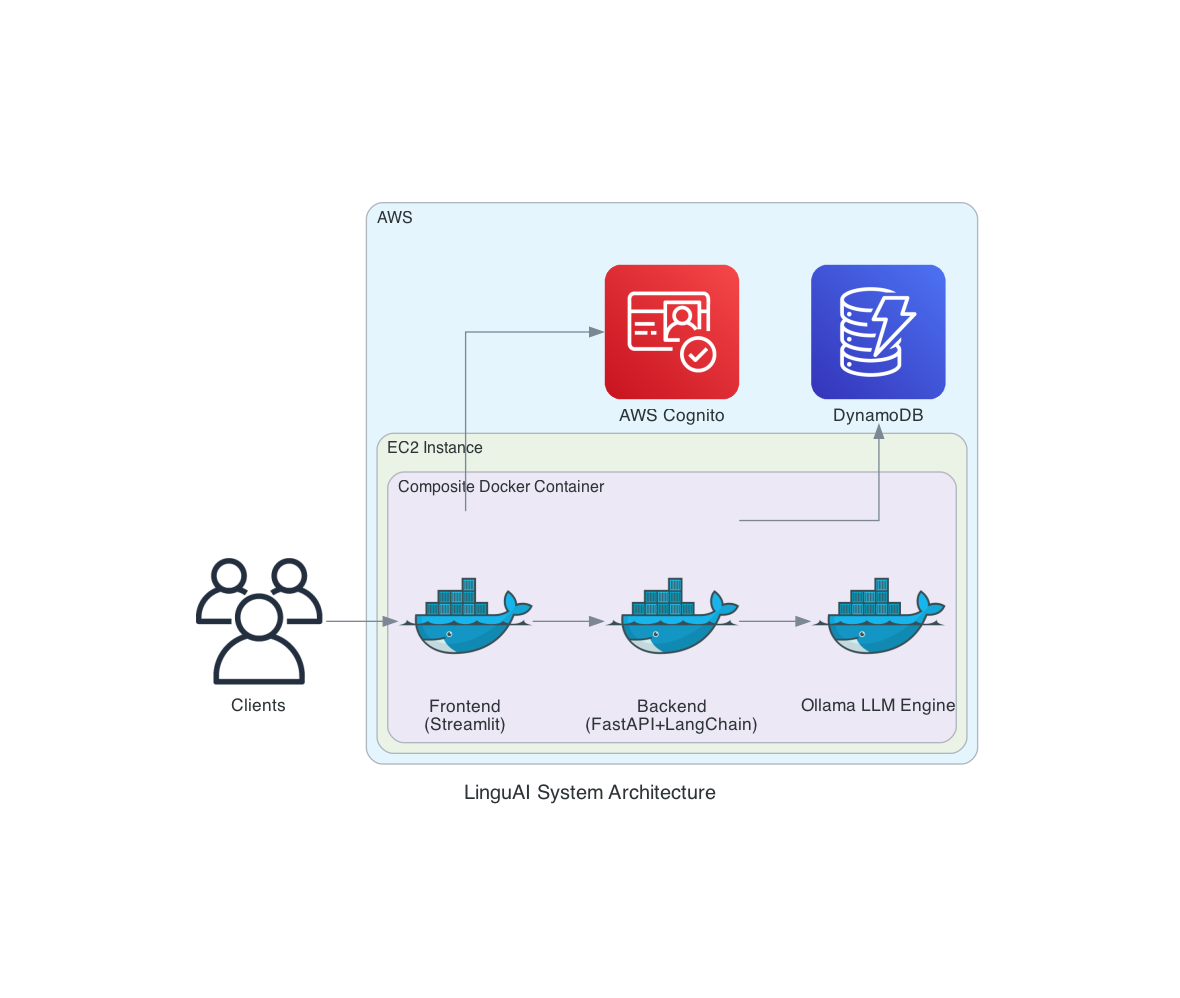 AWS
AWS Cognito
DynamoDB
EC2 Instance
Composite Docker Container
Clients
Frontend
(Streamlit)
Backend
(FastAPI+LangChain)
Ollama LLM Engine
LinguAI System Architecture